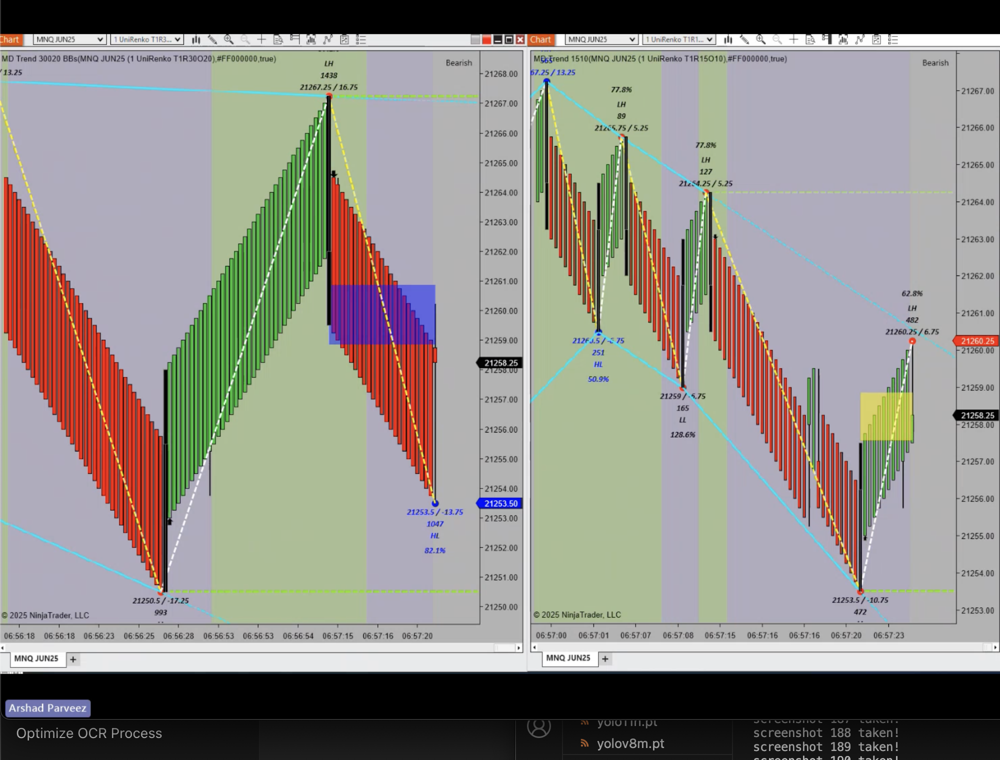 Chart
MNQ JUN25
1 UniRenko T1R3...
MD Trend 30020 BBs(MNQ JUN25 (1 UniRenko T1R30O20),#FF000000,true)
Bearish
/ 13.25
LH
1438
21267.25 / 16.75
21268.00
21267.00
21266.00
21265.00
21264.00
21263.00
21262.00
21261.00
21260.00
21259.00
21258.25
21258.00
21257.00
21256.00
21255.00
21254.00
21253.50
21253.00
21252.00
21251.00
21250.00
21253.5 / -13.75
1047
HL
82.1%
21250.5 / -17.25
993
© 2025 NinjaTrader, LLC
06:56:18
06:56:18
06:56:23
06:56:25
06:56:28
06:56:53
06:56:53
06:56:54
06:57:15
06:57:16
06:57:20
MNQ JUN25
+
Chart
MNQ JUN25
1 UniRenko T1R1...
MD Trend 1510(MNQ JUN25 (1 UniRenko T1R15O10),#FF000000,true)
Bearish
67.25 / 13.25
77.8%
LH
89
21265.75 / 5.25
77.8%
LH
127
21264.25 / 5.25
62.8%
LH
482
21260.25 / 6.75
251
HL
50.9%
165
LL
128.6%
21253.5 / -10.75
472
21267.00
21266.00
21265.00
21264.00
21263.00
21262.00
21261.00
21260.25
21260.00
21259.00
21258.25
21258.00
21257.00
21256.00
21255.00
21254.00
21253.00
© 2025 NinjaTrader, LLC
06:57:00
06:57:01
06:57:07
06:57:08
06:57:15
06:57:16
06:57:20
06:57:23
MNQ JUN25
+
Arshad Parveez
Optimize OCR Process
yolo11n.pt
yolov8m.pt
screenshot 187 taken!
screenshot 188 taken!
screenshot 189 taken!
screenshot 190 taken!